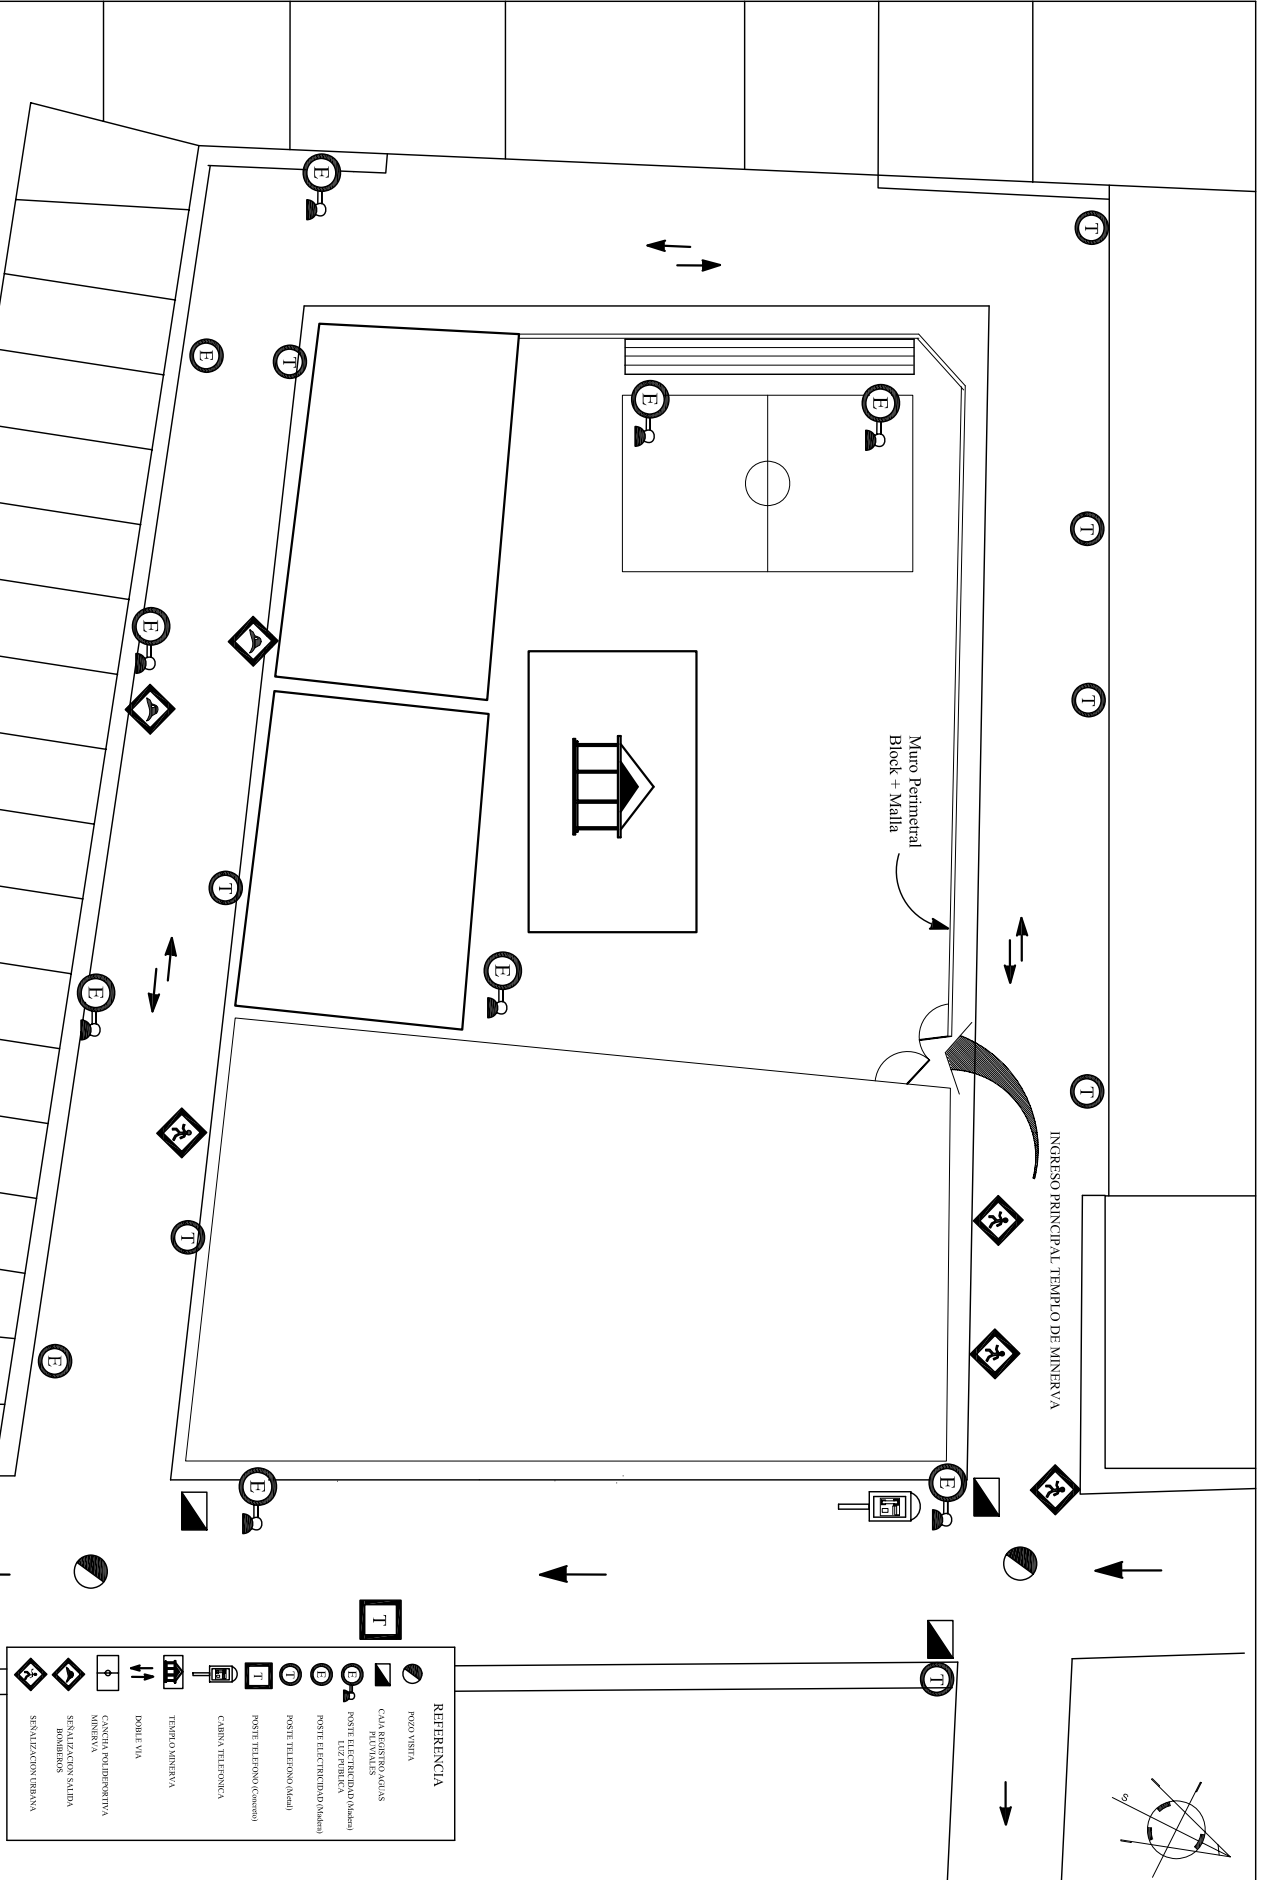 E
T
E
T
E
E
T
E
T
Muro Perimetral
Block + Malla
T
E
E
T
INGRESO PRINCIPAL TEMPLO DE MINERVA
T
E
E
E
T
T
S
REFERENCIA
POZO VISITA
CAJA REGISTRO AGUAS
PLUVIALES
E
POSTE ELECTRICIDAD (Madera)
LUZ PUBLICA
E
POSTE ELECTRICIDAD (Madera)
T
POSTE TELEFONO (Metal)
T
POSTE TELEFONO (Concreto)
CABINA TELEFONICA
TEMPLO MINERVA
DOBLE VIA
CANCHA POLIDEPORTIVA
MINERVA
SEÑALIZACION SALIDA
BOMBEROS
SEÑALIZACION URBANA